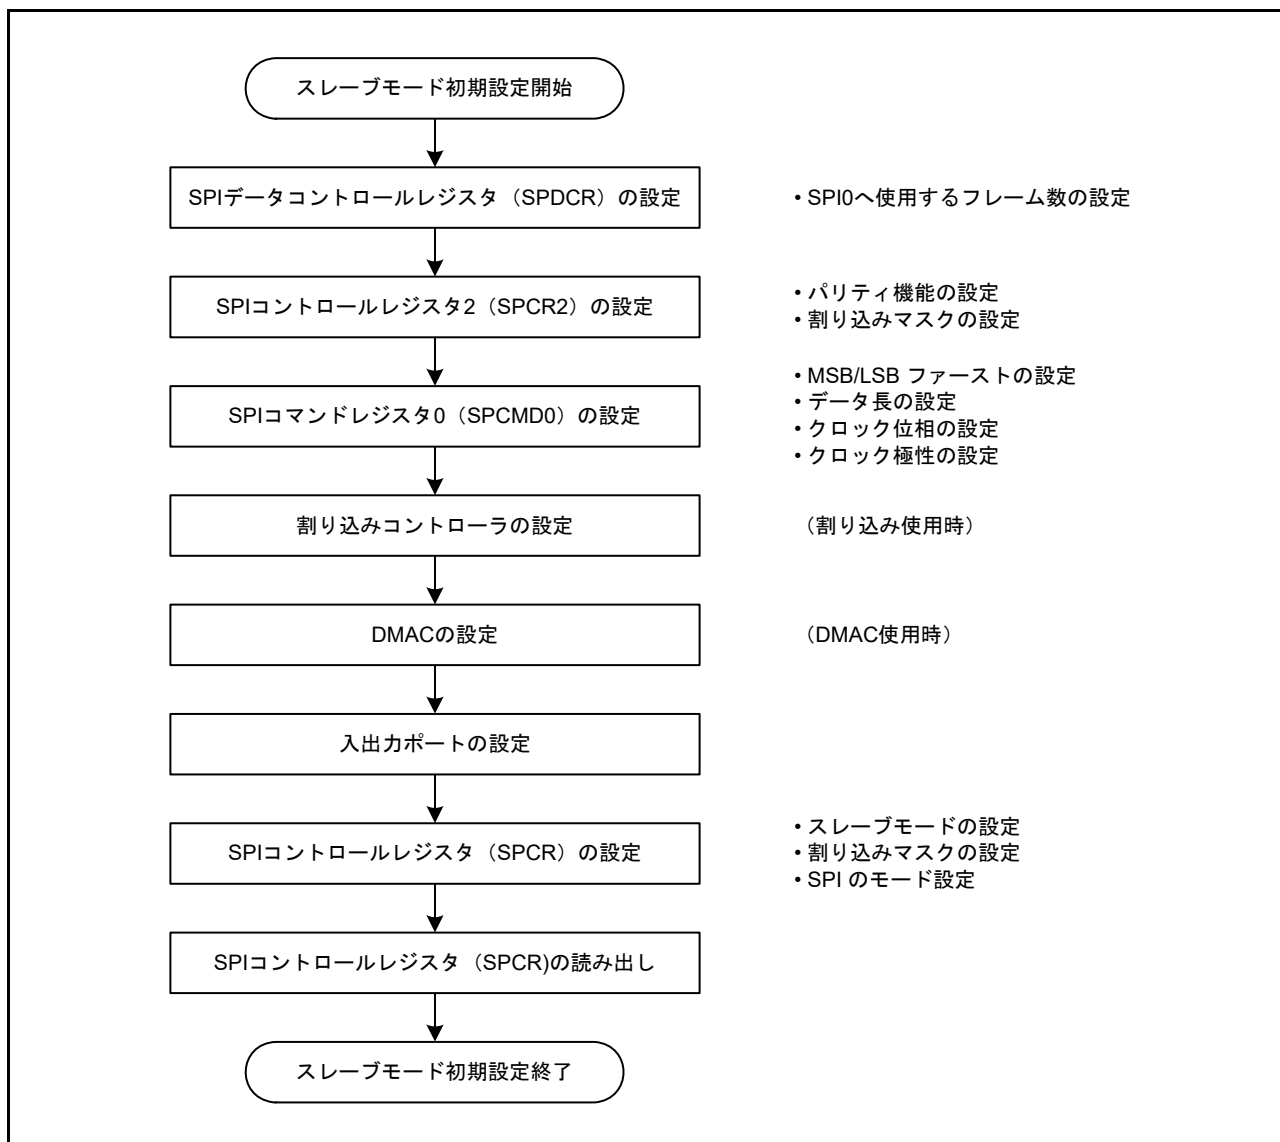 スレーブモード初期設定開始
SPIデータコントロールレジスタ（SPDCR）の設定
• SPI0へ使用するフレーム数の設定
SPIコントロールレジスタ2（SPCR2）の設定
• パリティ機能の設定
• 割り込みマスクの設定
SPIコマンドレジスタ0（SPCMD0）の設定
• MSB/LSB ファーストの設定
• データ長の設定
• クロック位相の設定
• クロック極性の設定
割り込みコントローラの設定
（割り込み使用時）
DMACの設定
（DMAC使用時）
入出力ポートの設定
SPIコントロールレジスタ（SPCR）の設定
• スレーブモードの設定
• 割り込みマスクの設定
• SPI のモード設定
SPIコントロールレジスタ（SPCR)の読み出し
スレーブモード初期設定終了